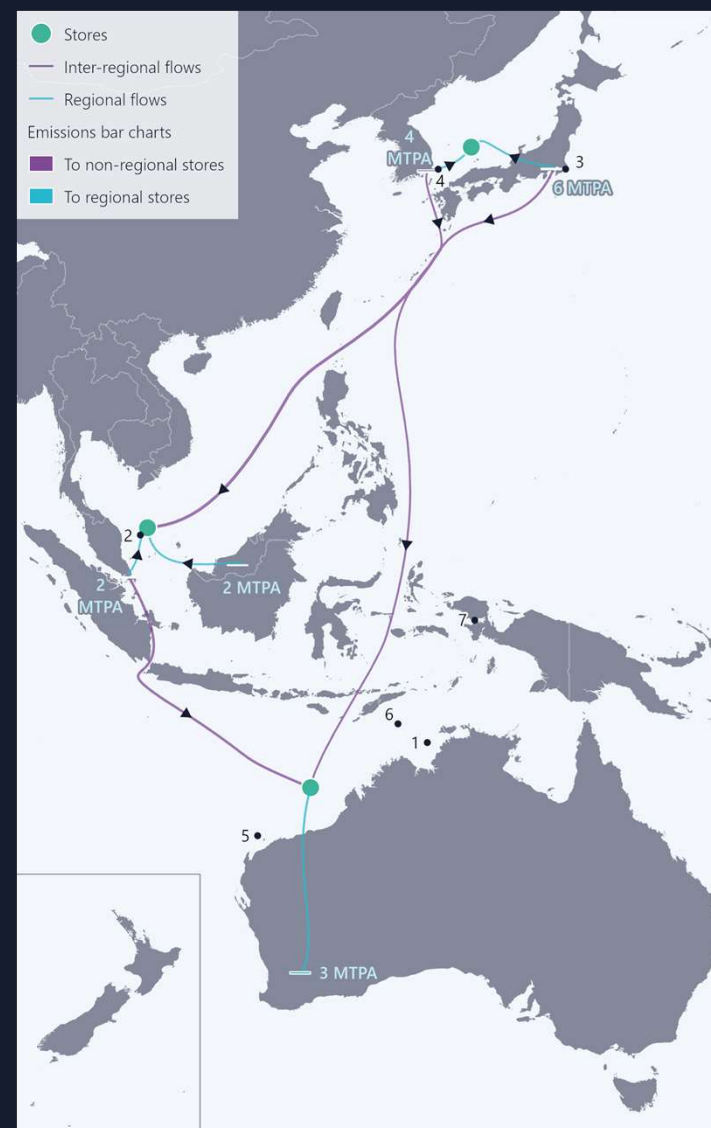 Stores
Inter-regional flows
Regional flows
Emissions bar charts
To non-regional stores
To regional stores
4
MTPA
4
3
6 MTPA
2
2
MTPA
2 MTPA
7
6
1
5
3 MTPA